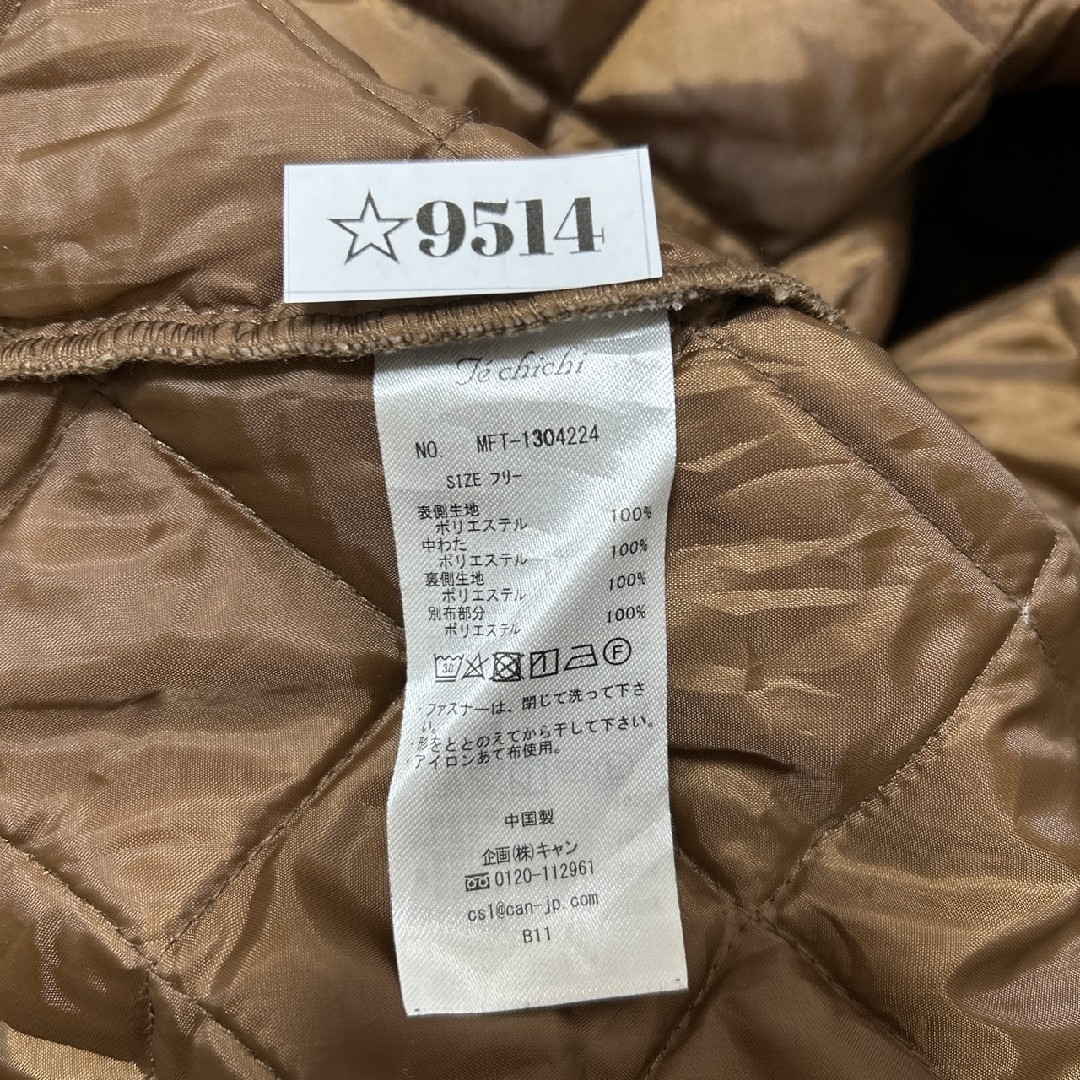 ☆9514
Té chichi
NO. MFT-1304224
SIZE フリー
表側生地
ポリエステル 100%
中わた
ポリエステル 100%
裏側生地
ポリエステル 100%
別布部分
ポリエステル 100%
30 F
・ファスナーは、閉じて洗って下さ
い。
・形をととのえてから干して下さい。
・アイロンあて布使用。
中国製
企画(株)キャン
0120-112961
cs1@can-jp.com
B11